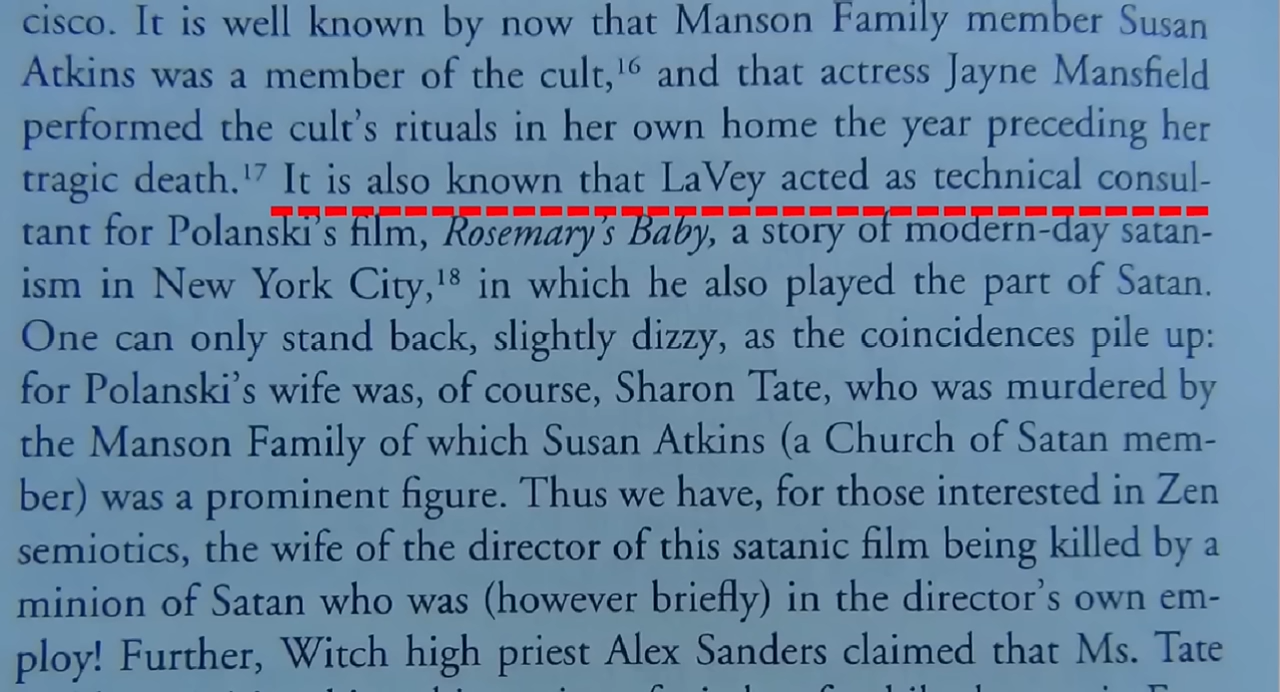 cisco. It is well known by now that Manson Family member Susan
Atkins was a member of the cult,¹⁶ and that actress Jayne Mansfield
performed the cult's rituals in her own home the year preceding her
tragic death.¹⁷ It is also known that LaVey acted as technical consul-
tant for Polanski's film, Rosemary's Baby, a story of modern-day satan-
ism in New York City,¹⁸ in which he also played the part of Satan.
One can only stand back, slightly dizzy, as the coincidences pile up:
for Polanski's wife was, of course, Sharon Tate, who was murdered by
the Manson Family of which Susan Atkins (a Church of Satan mem-
ber) was a prominent figure. Thus we have, for those interested in Zen
semiotics, the wife of the director of this satanic film being killed by a
minion of Satan who was (however briefly) in the director's own em-
ploy! Further, Witch high priest Alex Sanders claimed that Ms. Tate